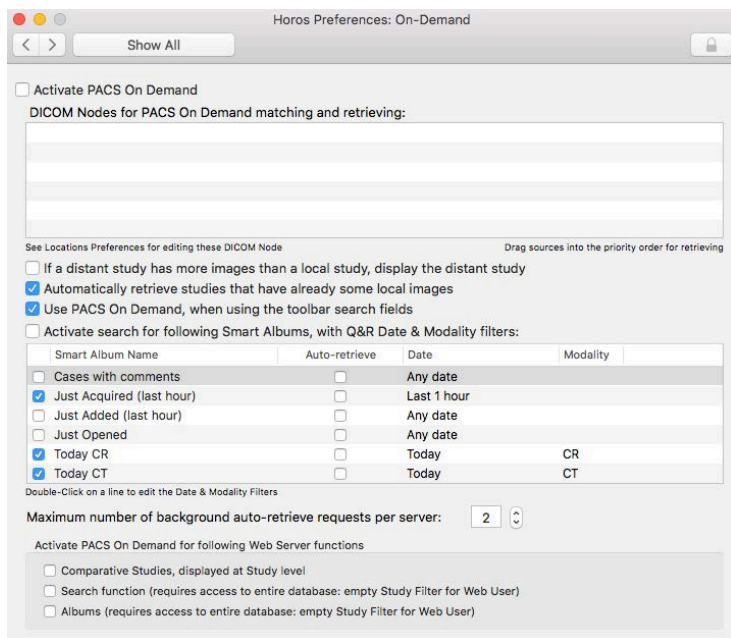 Horos Preferences: On-Demand
Show All
Activate PACS On Demand
DICOM Nodes for PACS On Demand matching and retrieving:
See Locations Preferences for editing these DICOM Node Drag sources into the priority order for retrieving
If a distant study has more images than a local study, display the distant study
Automatically retrieve studies that have already some local images
Use PACS On Demand, when using the toolbar search fields
Activate search for following Smart Albums, with Q&R Date & Modality filters:
Smart Album Name Auto-retrieve Date Modality
Cases with comments Any date
Just Acquired (last hour) Last 1 hour
Just Added (last hour) Any date
Just Opened Any date
Today CR Today CR
Today CT Today CT
Double-Click on a line to edit the Date & Modality Filters
Maximum number of background auto-retrieve requests per server: 2
Activate PACS On Demand for following Web Server functions
Comparative Studies, displayed at Study level
Search function (requires access to entire database: empty Study Filter for Web User)
Albums (requires access to entire database: empty Study Filter for Web User)